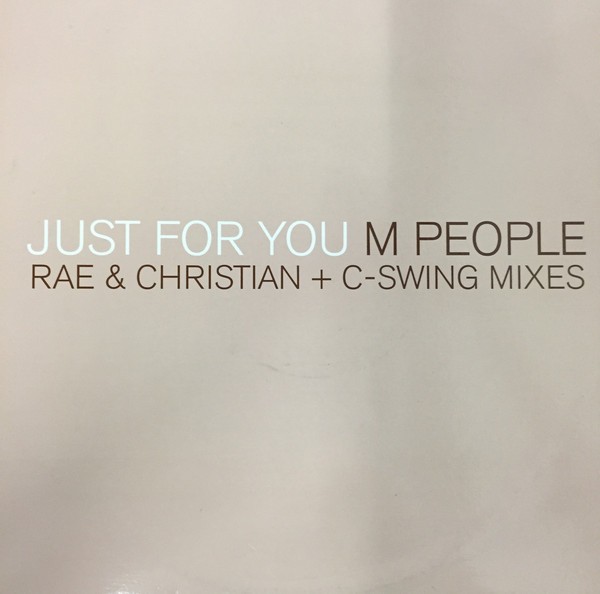 JUST FOR YOU M PEOPLE
RAE & CHRISTIAN + C-SWING MIXES